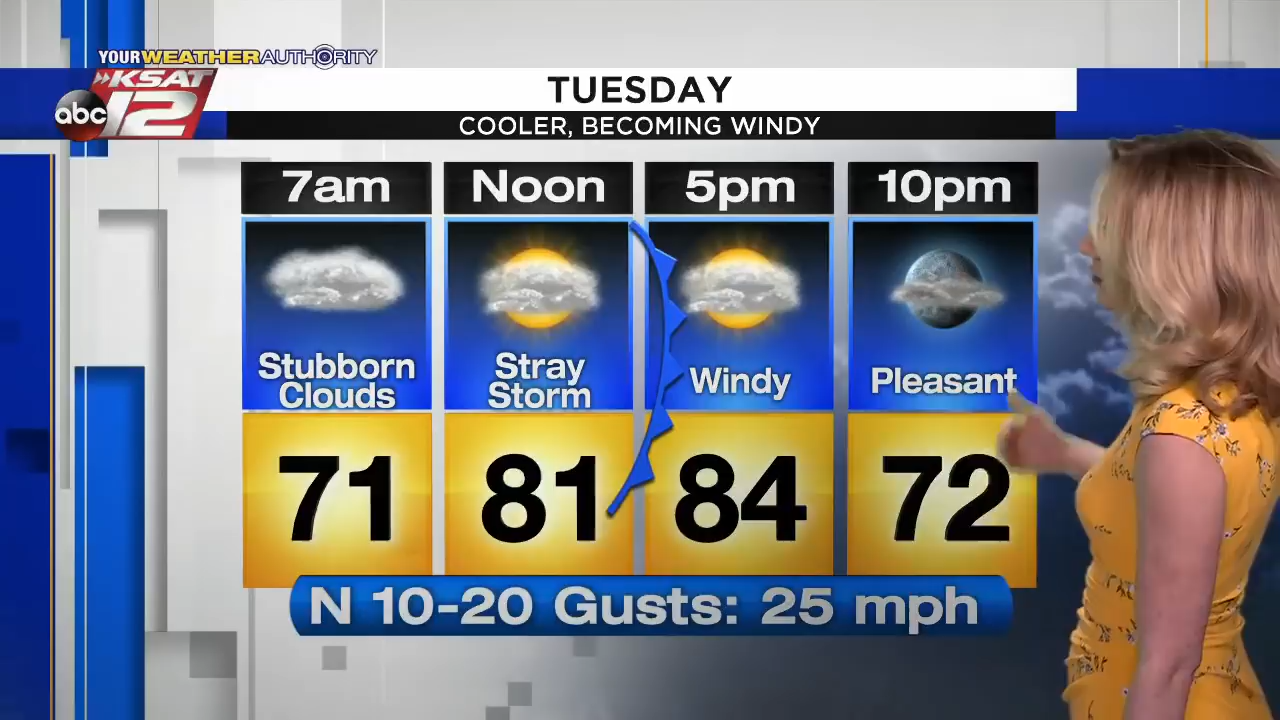 YOURWEATHERAUTHORITY
KSAT
abc 12
TUESDAY
COOLER, BECOMING WINDY
7am
Noon
5pm
10pm
Stubborn
Clouds
Stray
Storm
Windy
Pleasant
71
81
84
72
N 10-20 Gusts: 25 mph